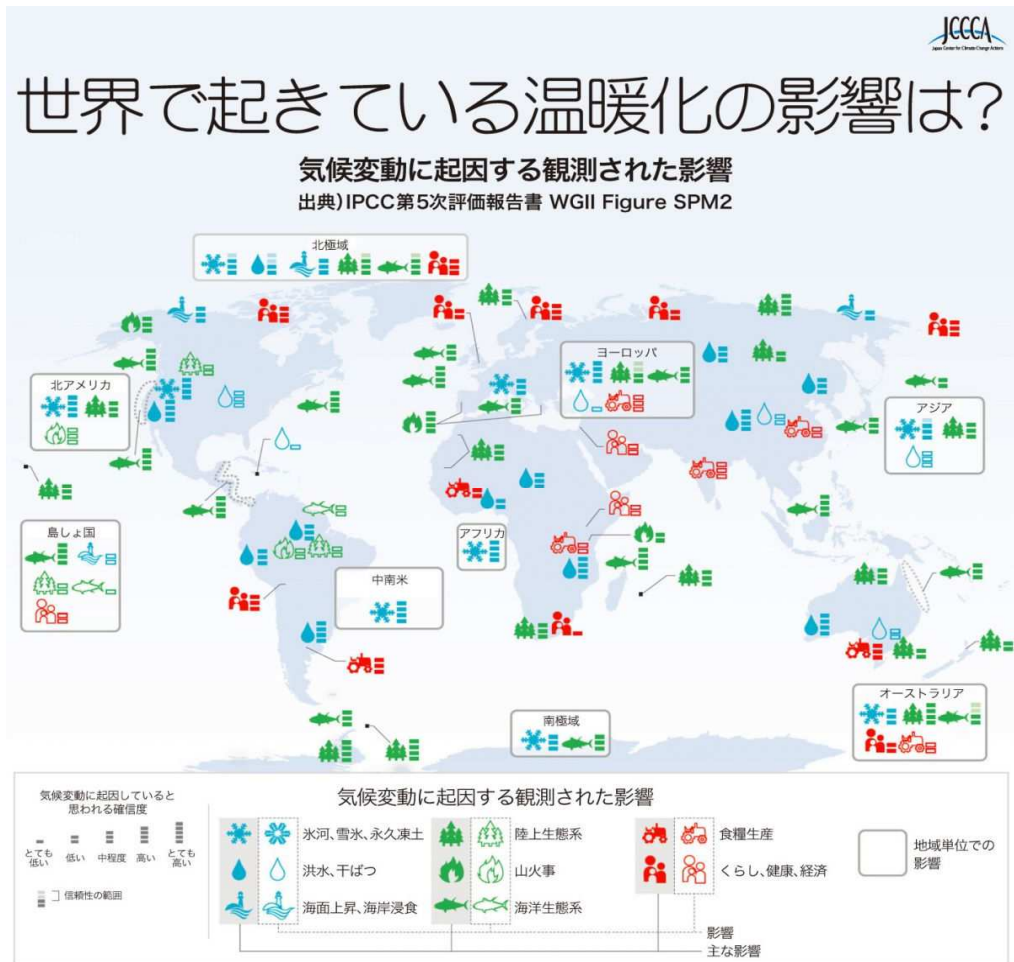 JCCCA
Japan Center for Climate Change Actions
世界で起きている温暖化の影響は?
気候変動に起因する観測された影響
出典)IPCC第5次評価報告書 WGII Figure SPM2
北極域
北アメリカ
ヨーロッパ
アジア
島しょ国
アフリカ
中南米
南極域
オーストラリア
気候変動に起因していると
思われる確信度
とても
低い
低い
中程度
高い
とても
高い
信頼性の範囲
気候変動に起因する観測された影響
氷河、雪氷、永久凍土
洪水、干ばつ
海面上昇、海岸浸食
陸上生態系
山火事
海洋生態系
食糧生産
くらし、健康、経済
影響
主な影響
地域単位での
影響